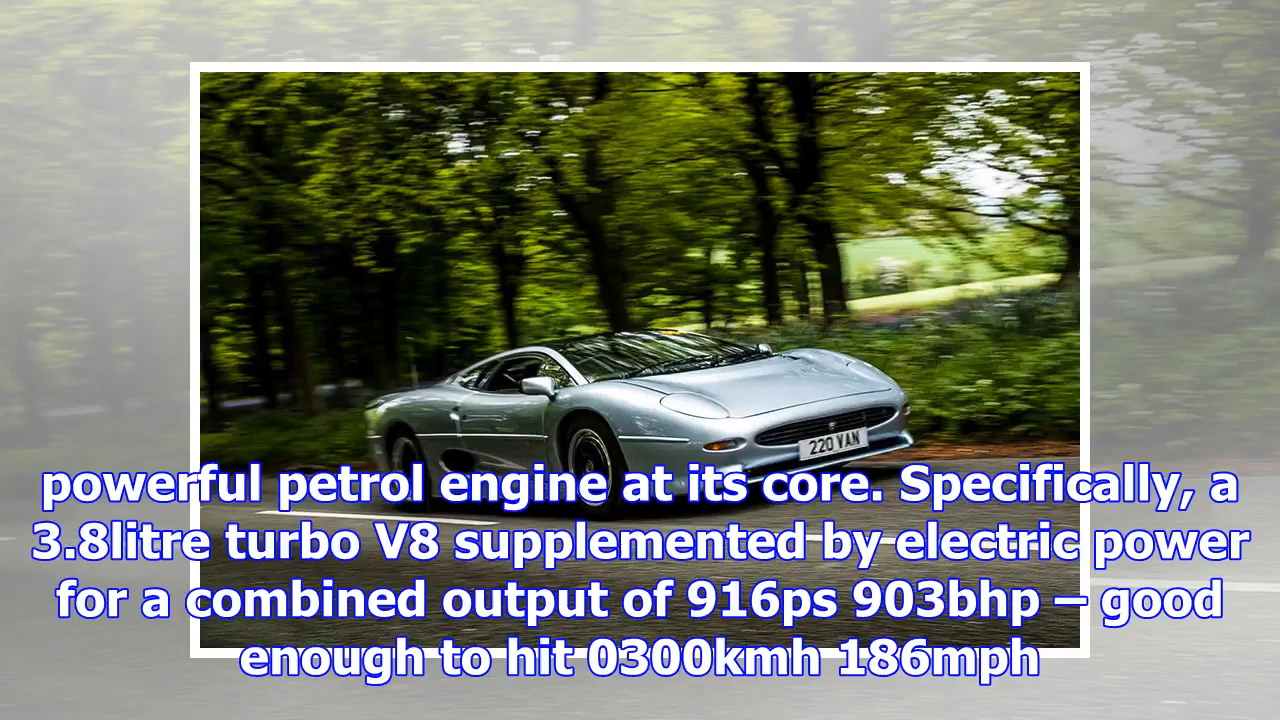 220 VAN
powerful petrol engine at its core. Specifically, a
3.8litre turbo V8 supplemented by electric power
for a combined output of 916ps 903bhp – good
enough to hit 0300kmh 186mph